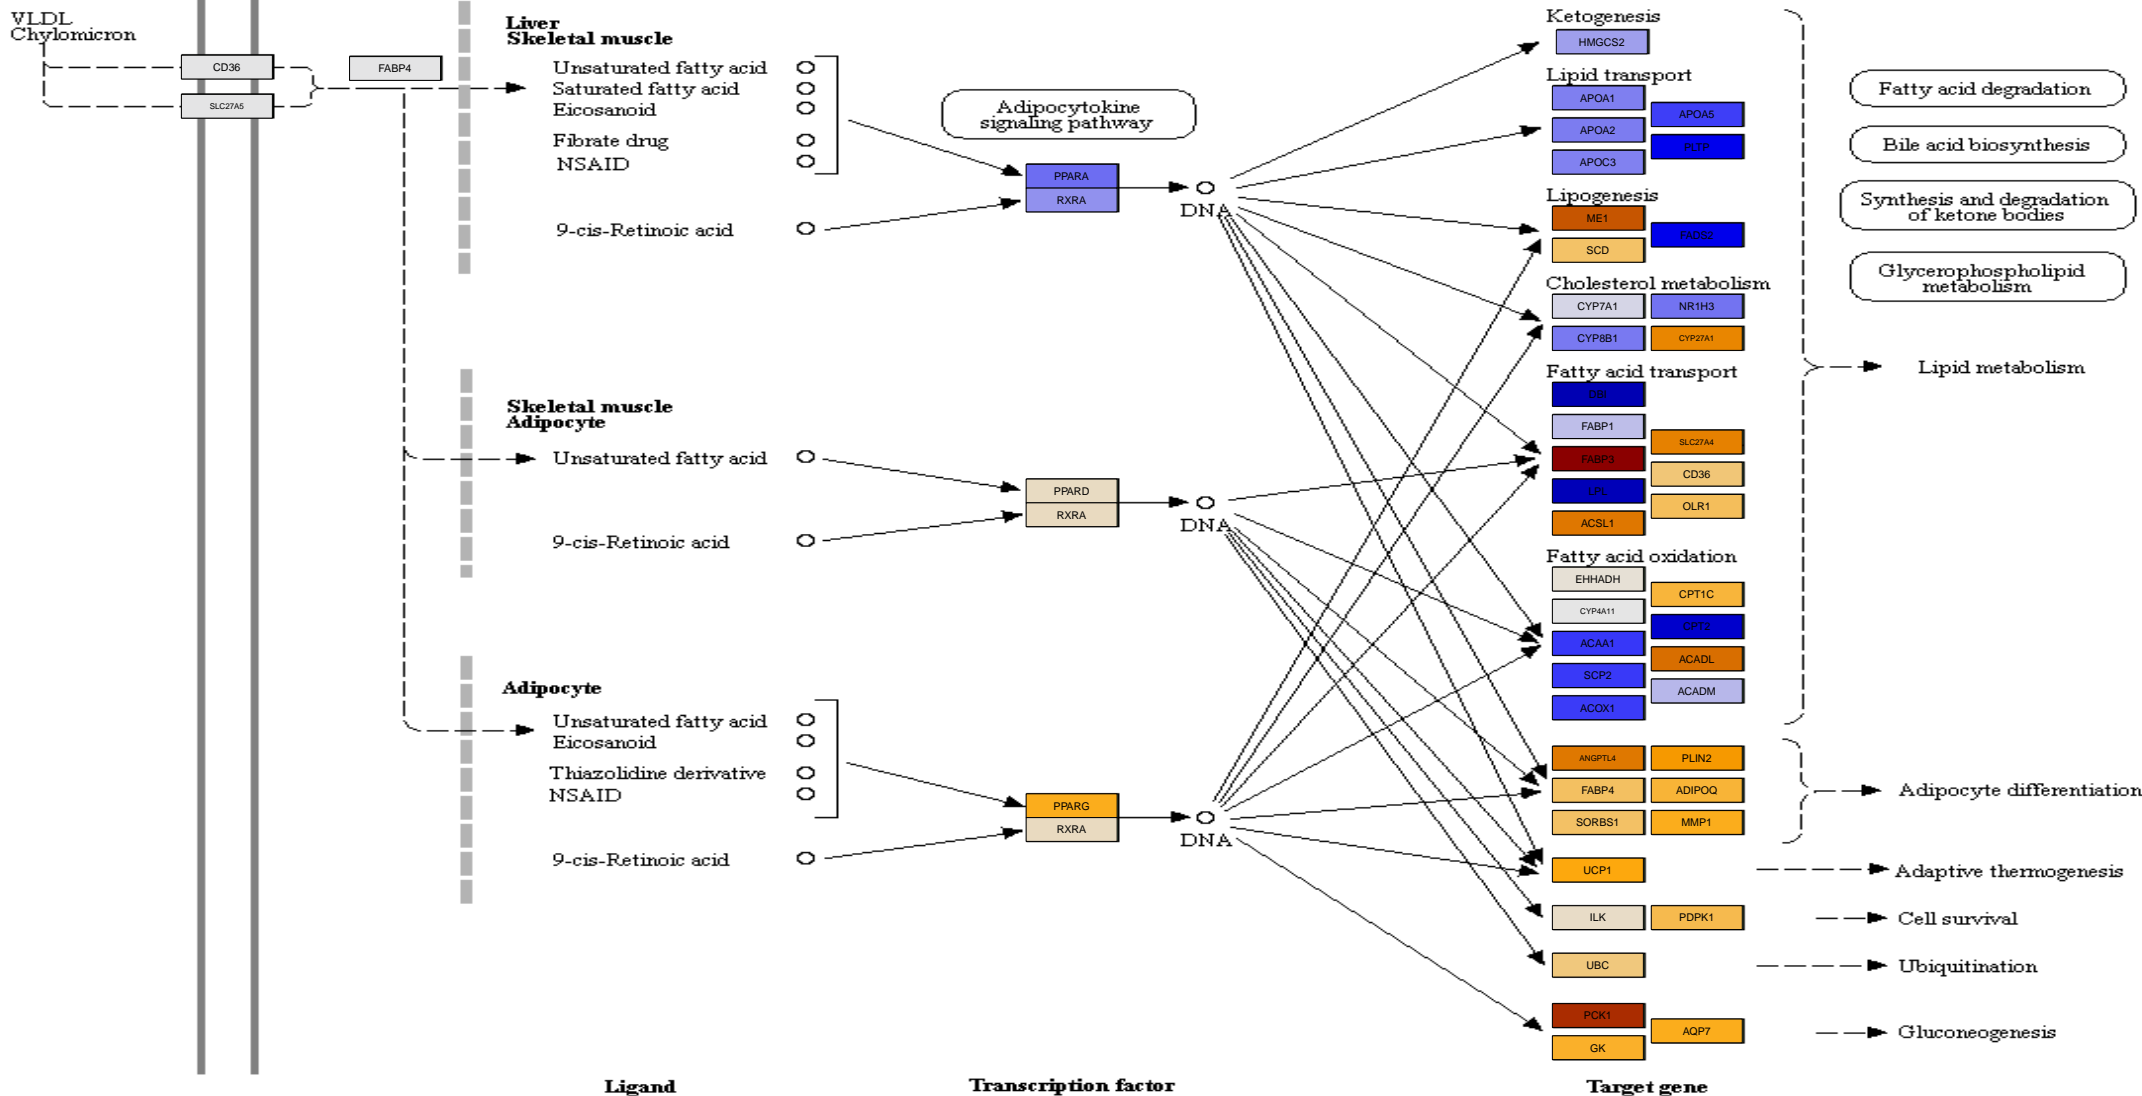 VLDL
Chylomicron
CD36
SLC27A5
FABP4
Liver
Skeletal muscle
Unsaturated fatty acid
Saturated fatty acid
Eicosanoid
Fibrate drug
NSAID
9-cis-Retinoic acid
Adipocytokine
signaling pathway
PPARA
RXRA
DNA
Skeletal muscle
Adipocyte
Unsaturated fatty acid
9-cis-Retinoic acid
PPARD
RXRA
DNA
Adipocyte
Unsaturated fatty acid
Eicosanoid
Thiazolidine derivative
NSAID
9-cis-Retinoic acid
PPARG
RXRA
DNA
Ketogenesis
HMGCS2
Lipid transport
APOA1
APOA5
APOA2
PLTP
APOC3
Lipogenesis
ME1
FADS2
SCD
Cholesterol metabolism
CYP7A1 NR1H3
CYP8B1 CYP27A1
Fatty acid transport
DBI
FABP1
SLC27A4
FABP3
CD36
LPL
OLR1
ACSL1
Fatty acid oxidation
EHHADH
CPT1C
CYP4A11
CPT2
ACAA1
ACADL
SCP2
ACADM
ACOX1
ANGPTL4 PLIN2
FABP4 ADIPOQ
SORBS1 MMP1
UCP1
ILK PDPK1
UBC
PCK1
AQP7
GK
Fatty acid degradation
Bile acid biosynthesis
Synthesis and degradation
of ketone bodies
Glycerophospholipid
metabolism
Lipid metabolism
Adipocyte differentiation
Adaptive thermogenesis
Cell survival
Ubiquitination
Gluconeogenesis
Ligand
Transcription factor
Target gene